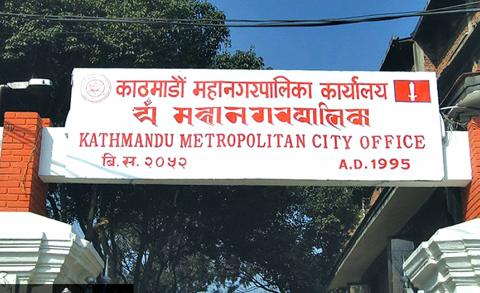 काठमाडौं महानगरपालिका कार्यालय
KATHMANDU METROPOLITAN CITY OFFICE
बि.स. २०५२ A.D. 1995